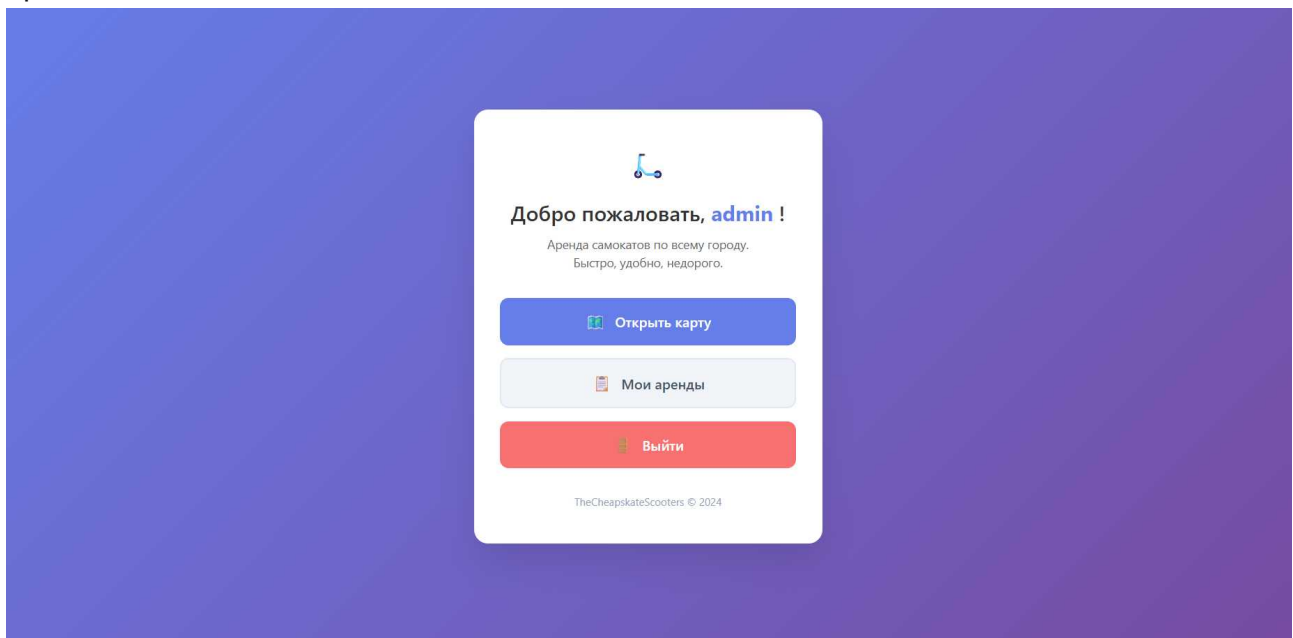 Добро пожаловать, admin !
Аренда самокатов по всему городу.
Быстро, удобно, недорого.
Открыть карту
Мои аренды
Выйти
TheCheapskateScooters © 2024